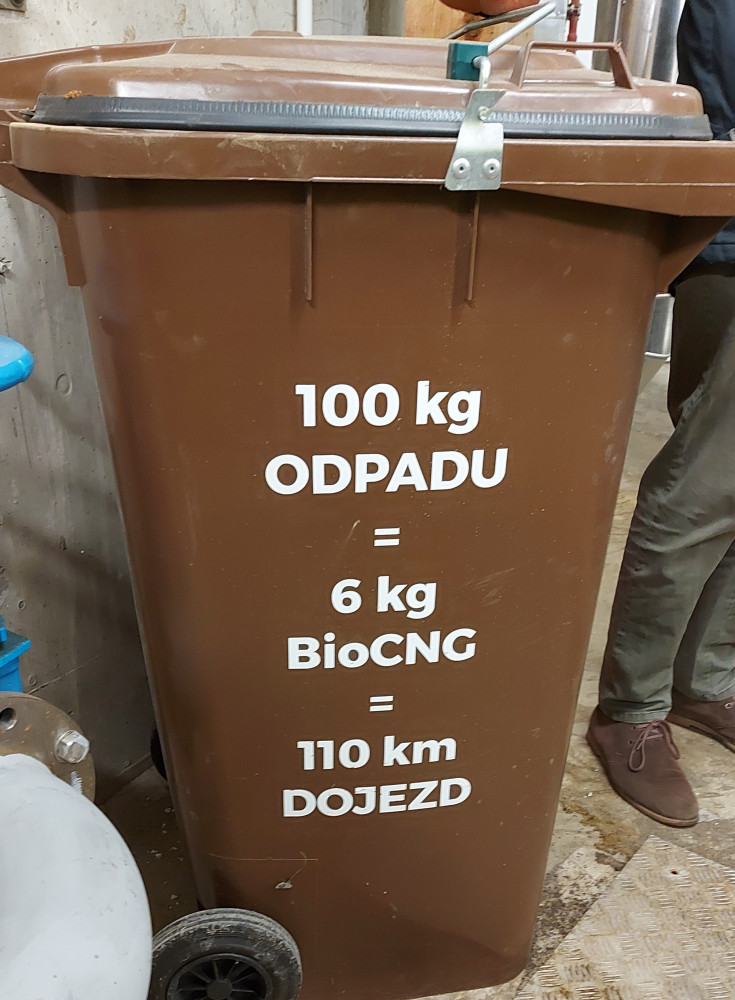 100 kg
ODPADU
=
6 kg
BioCNG
=
110 km
DOJEZD